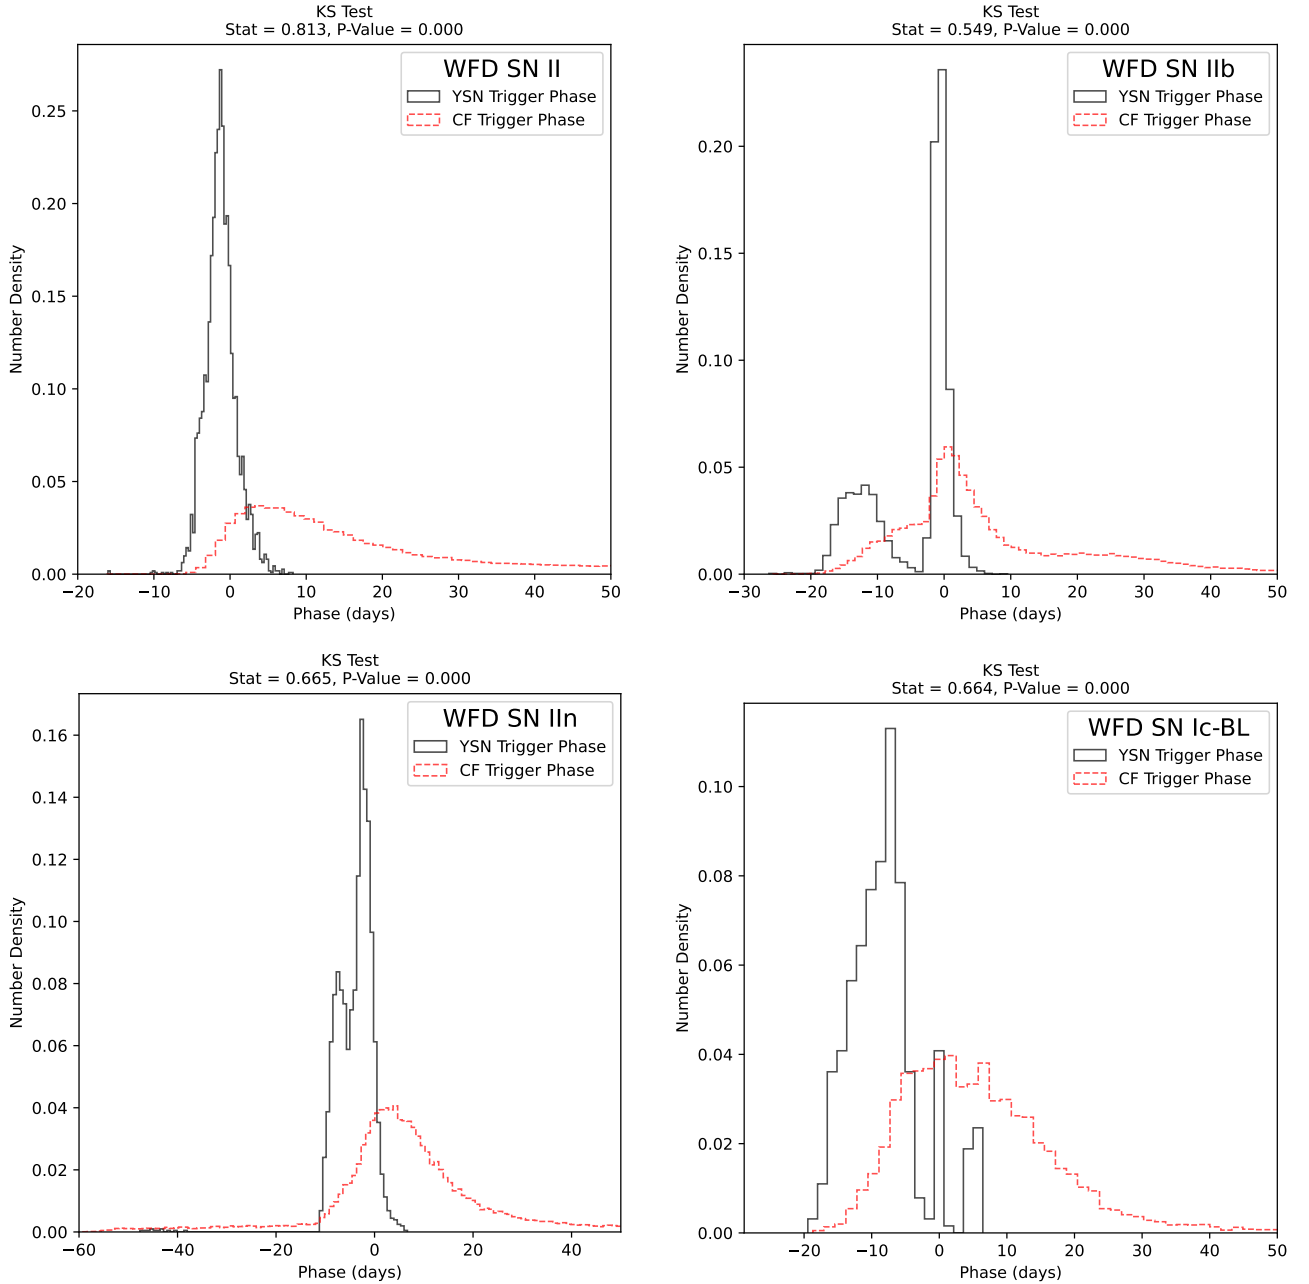 KS Test
Stat = 0.813, P-Value = 0.000
WFD SN II
YSN Trigger Phase
CF Trigger Phase
Number Density
0.25
0.20
0.15
0.10
0.05
0.00
−20 −10 0 10 20 30 40 50
Phase (days)
KS Test
Stat = 0.549, P-Value = 0.000
WFD SN IIb
YSN Trigger Phase
CF Trigger Phase
Number Density
0.20
0.15
0.10
0.05
0.00
−30 −20 −10 0 10 20 30 40 50
Phase (days)
KS Test
Stat = 0.665, P-Value = 0.000
WFD SN IIn
YSN Trigger Phase
CF Trigger Phase
Number Density
0.16
0.14
0.12
0.10
0.08
0.06
0.04
0.02
0.00
−60 −40 −20 0 20 40
Phase (days)
KS Test
Stat = 0.664, P-Value = 0.000
WFD SN Ic-BL
YSN Trigger Phase
CF Trigger Phase
Number Density
0.10
0.08
0.06
0.04
0.02
0.00
−20 −10 0 10 20 30 40 50
Phase (days)